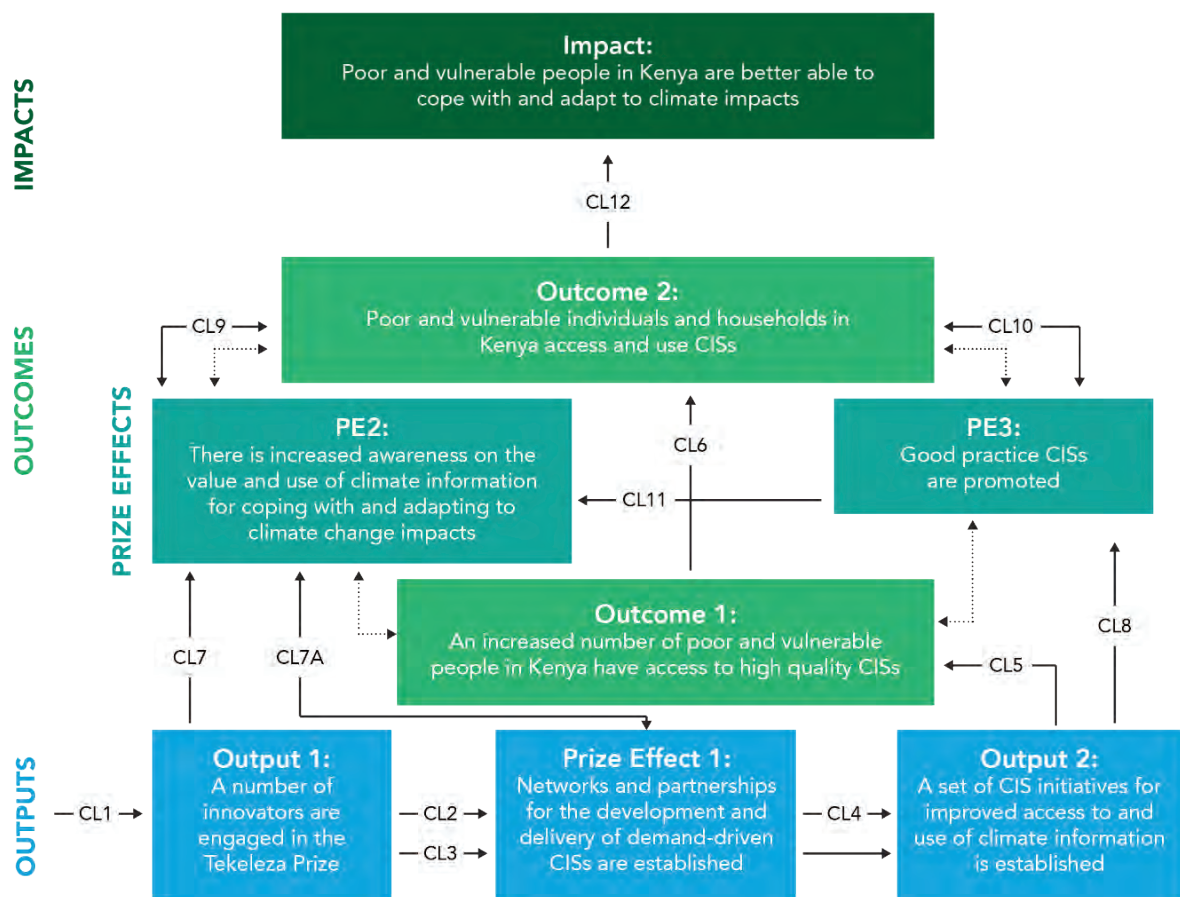 IMPACTS
Impact:
Poor and vulnerable people in Kenya are better able to
cope with and adapt to climate impacts
CL12
OUTCOMES
Outcome 2:
Poor and vulnerable individuals and households in
Kenya access and use CISs
CL9
CL10
PRIZE EFFECTS
PE2:
There is increased awareness on the
value and use of climate information
for coping with and adapting to
climate change impacts
CL6
CL11
PE3:
Good practice CISs
are promoted
Outcome 1:
An increased number of poor and vulnerable
people in Kenya have access to high quality CISs
CL7
CL7A
CL5
CL8
OUTPUTS
CL1
Output 1:
A number of
innovators are
engaged in the
Tekeleza Prize
CL2
CL3
Prize Effect 1:
Networks and partnerships
for the development and
delivery of demand-driven
CISs are established
CL4
Output 2:
A set of CIS initiatives for
improved access to and
use of climate information
is established